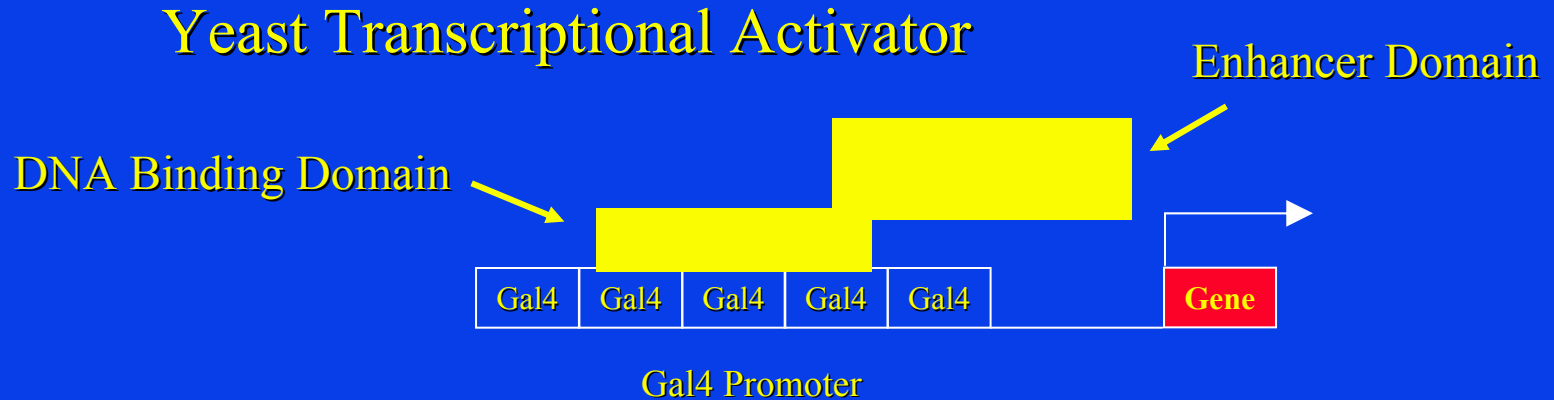 Yeast Transcriptional Activator
Enhancer Domain
DNA Binding Domain
Gal4 Gal4 Gal4 Gal4 Gal4 Gene
Gal4 Promoter